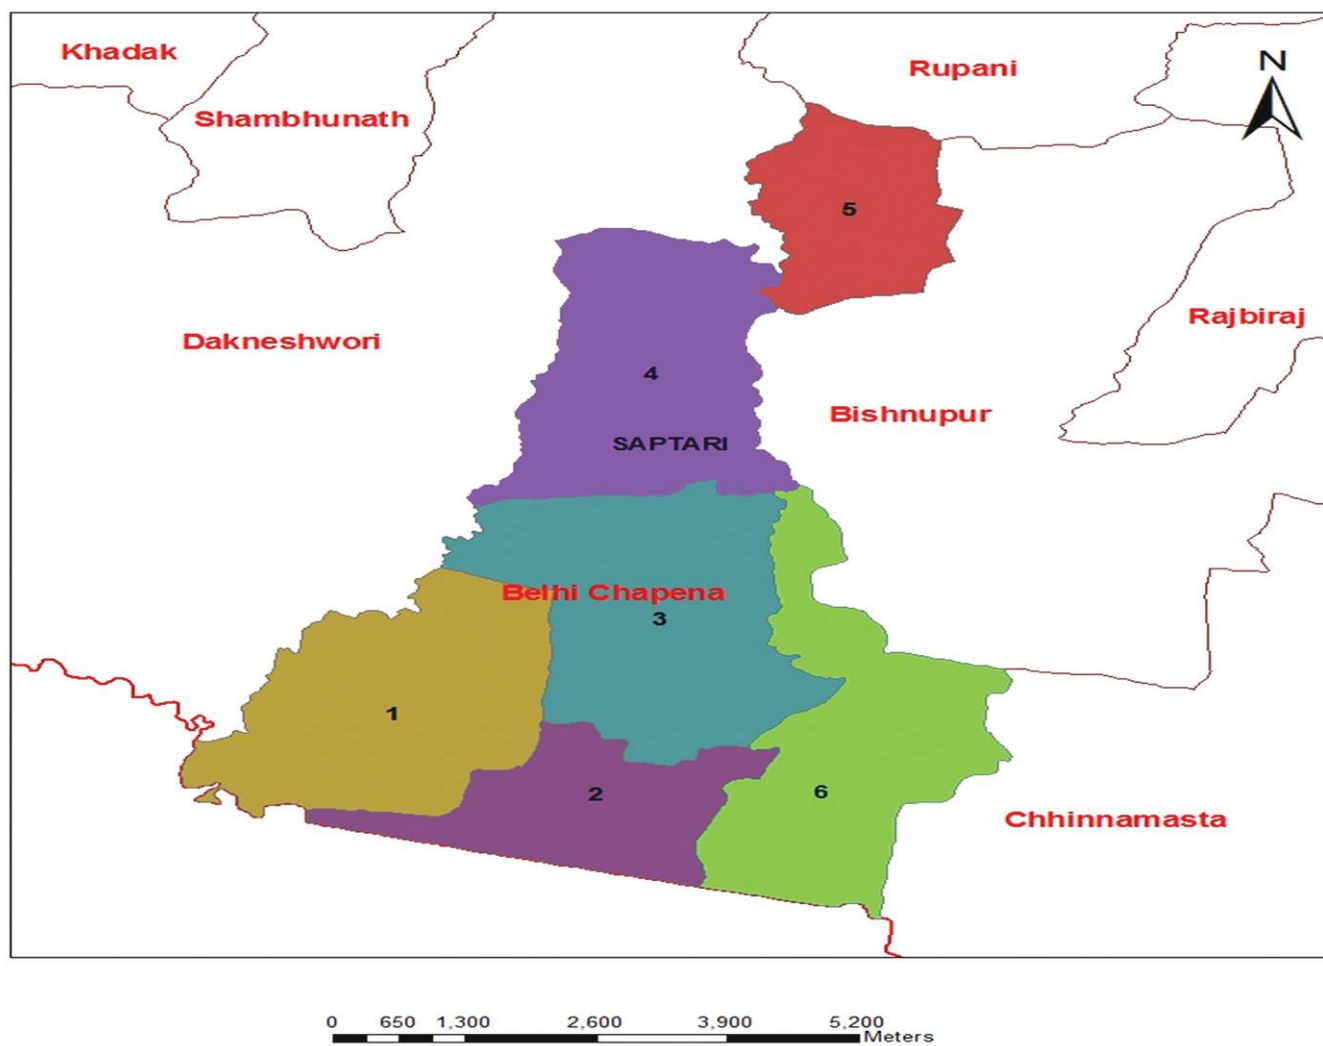 Khadak
Rupani
N
Shambhunath
5
Rajbiraj
Dakneshwori
4
Bishnupur
SAPTARI
Belhi Chapena
3
1
2
6
Chhinnamasta
0 650 1,300 2,600 3,900 5,200
Meters